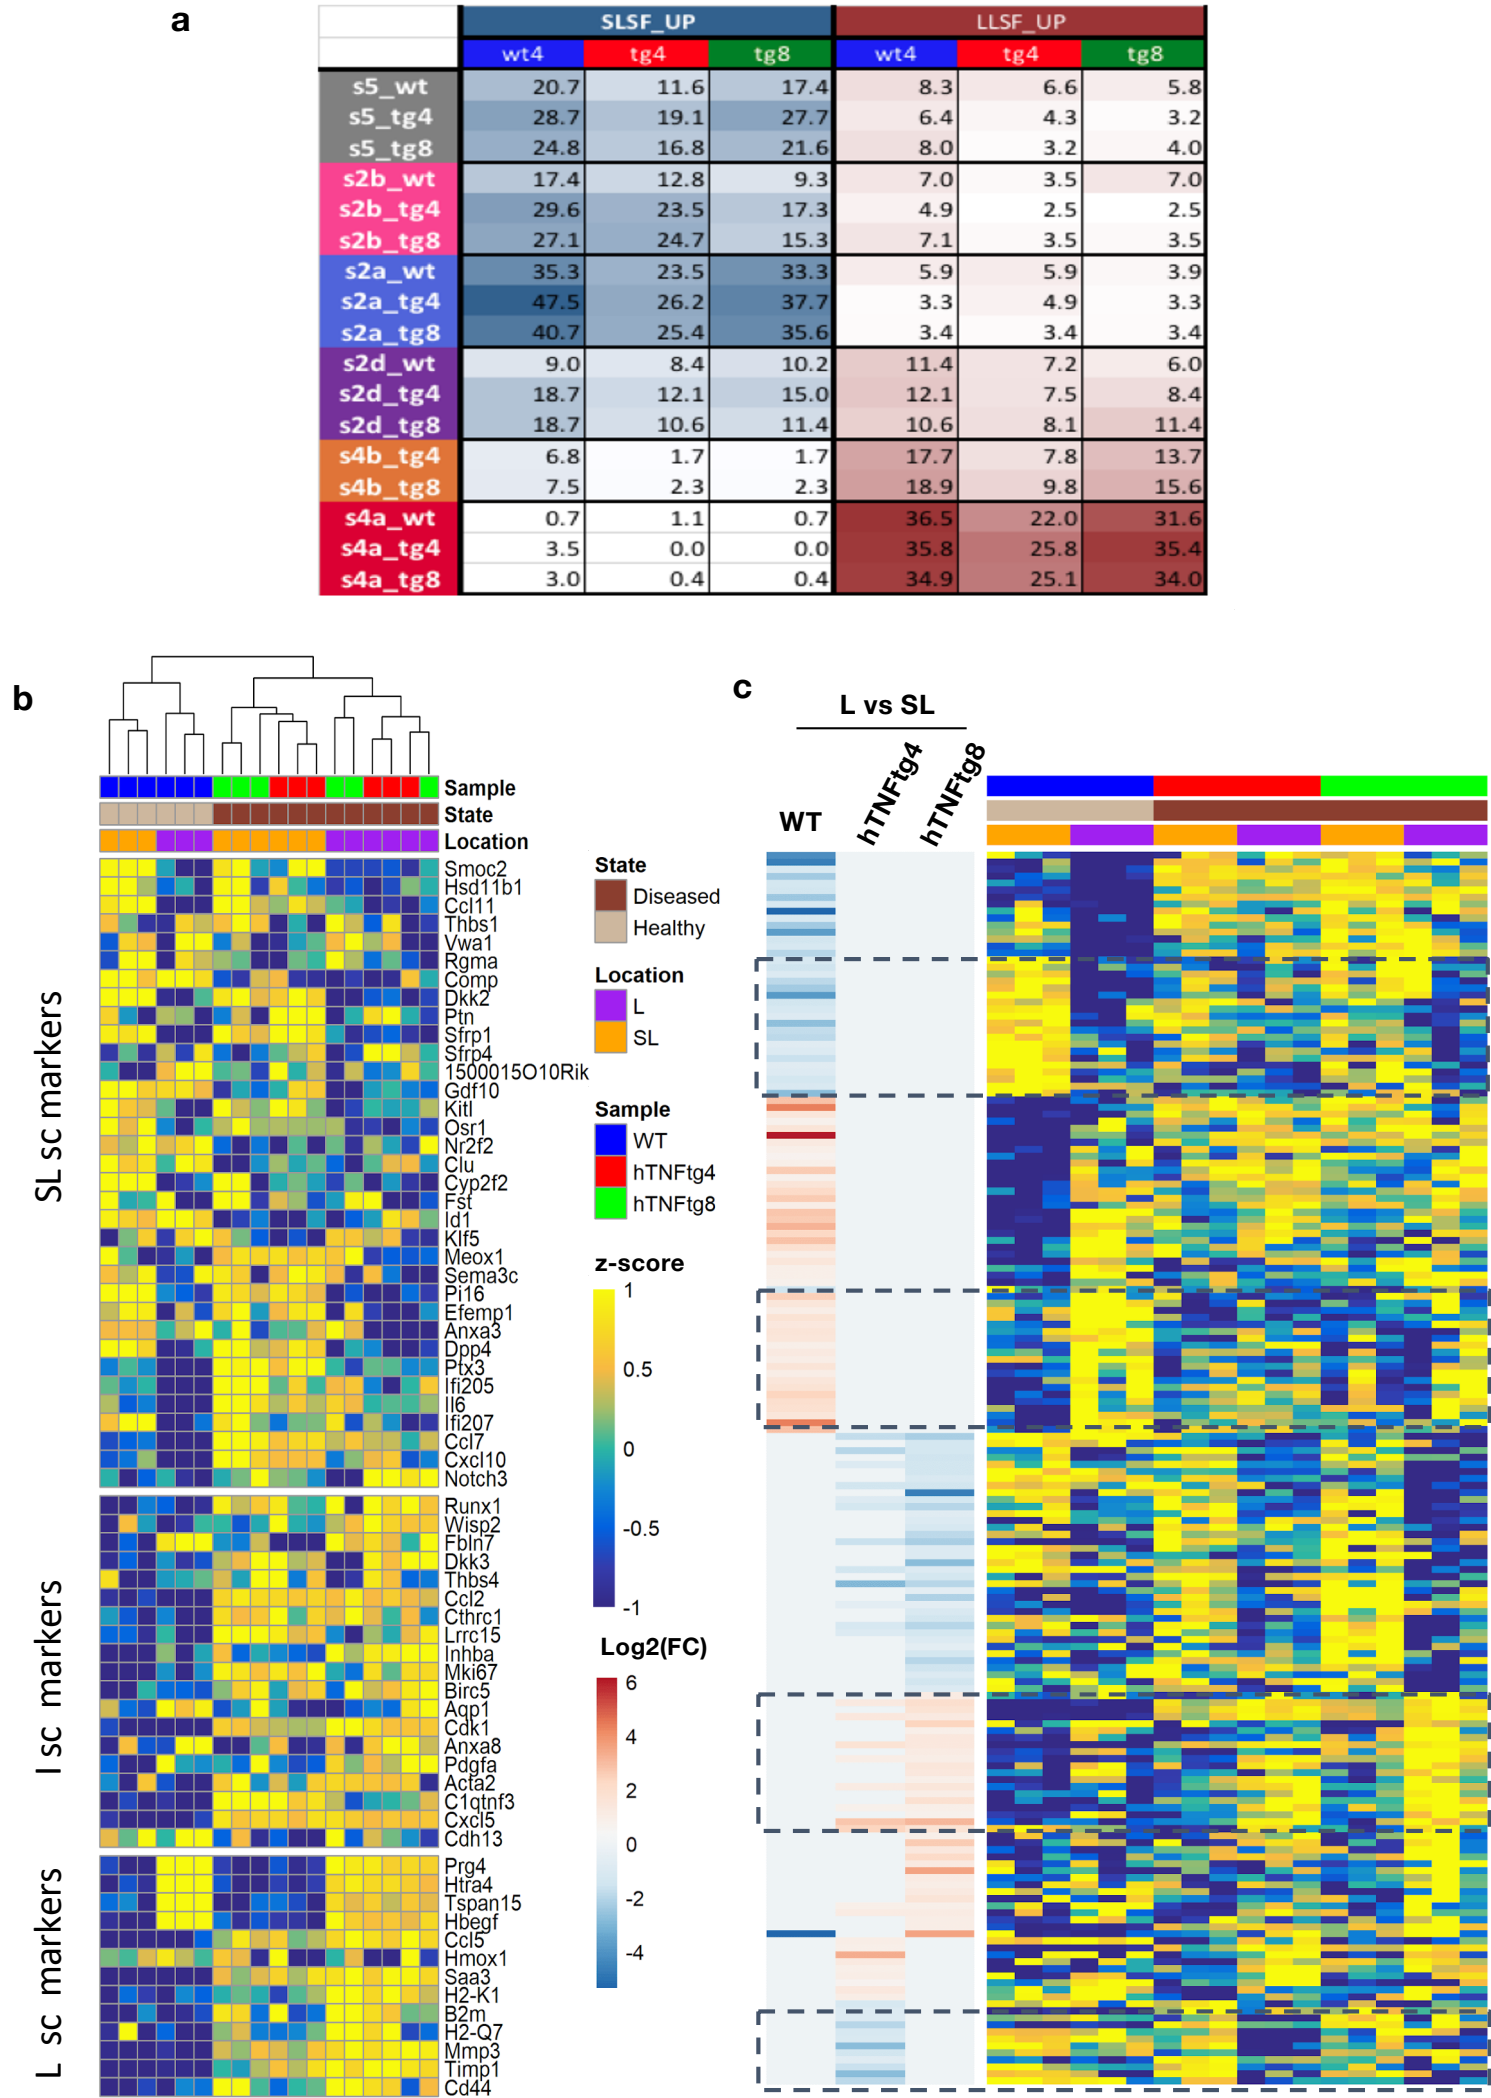 a
SLSF_UP LLSF_UP
wt4 tg4 tg8 wt4 tg4 tg8
s5_wt 20.7 11.6 17.4 8.3 6.6 5.8
s5_tg4 28.7 19.1 27.7 6.4 4.3 3.2
s5_tg8 24.8 16.8 21.6 8.0 3.2 4.0
s2b_wt 17.4 12.8 9.3 7.0 3.5 7.0
s2b_tg4 29.6 23.5 17.3 4.9 2.5 2.5
s2b_tg8 27.1 24.7 15.3 7.1 3.5 3.5
s2a_wt 35.3 23.5 33.3 5.9 5.9 3.9
s2a_tg4 47.5 26.2 37.7 3.3 4.9 3.3
s2a_tg8 40.7 25.4 35.6 3.4 3.4 3.4
s2d_wt 9.0 8.4 10.2 11.4 7.2 6.0
s2d_tg4 18.7 12.1 15.0 12.1 7.5 8.4
s2d_tg8 18.7 10.6 11.4 10.6 8.1 11.4
s4b_tg4 6.8 1.7 1.7 17.7 7.8 13.7
s4b_tg8 7.5 2.3 2.3 18.9 9.8 15.6
s4a_wt 0.7 1.1 0.7 36.5 22.0 31.6
s4a_tg4 3.5 0.0 0.0 35.8 25.8 35.4
s4a_tg8 3.0 0.4 0.4 34.9 25.1 34.0
b
Sample
State
Location
SL sc markers
Smoc2
Hsd11b1
Ccl11
Thbs1
Vwa1
Rgma
Comp
Dkk2
Ptn
Sfrp1
Sfrp4
1500015O10Rik
Gdf10
Kitl
Osr1
Nr2f2
Clu
Cyp2f2
Fst
Id1
Klf5
Meox1
Sema3c
Pi16
Efemp1
Anxa3
Dpp4
Ptx3
Ifi205
Il6
Ifi207
Ccl7
Cxcl10
Notch3
I sc markers
Runx1
Wisp2
Fbln7
Dkk3
Thbs4
Ccl2
Cthrc1
Lrrc15
Inhba
Mki67
Birc5
Aqp1
Cdk1
Anxa8
Pdgfa
Acta2
C1qtnf3
Cxcl5
Cdh13
L sc markers
Prg4
Htra4
Tspan15
Hbegf
Ccl5
Hmox1
Saa3
H2-K1
B2m
H2-Q7
Mmp3
Timp1
Cd44
State
Diseased
Healthy
Location
L
SL
Sample
WT
hTNFtg4
hTNFtg8
z-score
1
0.5
0
-0.5
-1
Log2(FC)
6
4
2
0
-2
-4
c
L vs SL
WT
hTNFtg4
hTNFtg8